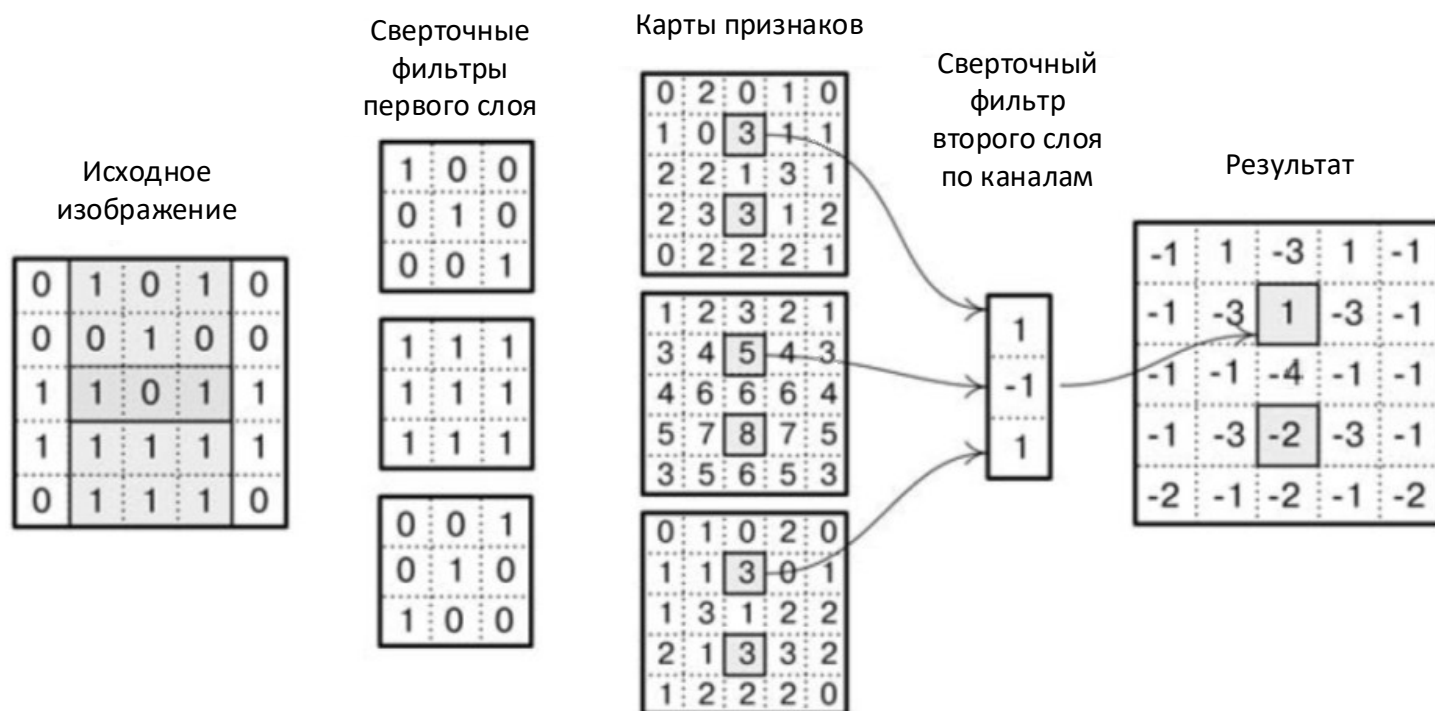 Исходное
изображение
0 1 0 1 0
0 0 1 0 0
1 1 0 1 1
1 1 1 1 1
0 1 1 1 0
Сверточные
фильтры
первого слоя
1 0 0
0 1 0
0 0 1
1 1 1
1 1 1
1 1 1
0 0 1
0 1 0
1 0 0
Карты признаков
0 2 0 1 0
1 0 3 1 1
2 2 1 3 1
2 3 3 1 2
0 2 2 2 1
1 2 3 2 1
3 4 5 4 3
4 6 6 6 4
5 7 8 7 5
3 5 6 5 3
0 1 0 2 0
1 1 3 0 1
1 3 1 2 2
2 1 3 3 2
1 2 2 2 0
Сверточный
фильтр
второго слоя
по каналам
1
-1
1
Результат
-1 1 -3 1 -1
-1 -3 1 -3 -1
-1 -1 -4 -1 -1
-1 -3 -2 -3 -1
-2 -1 -2 -1 -2